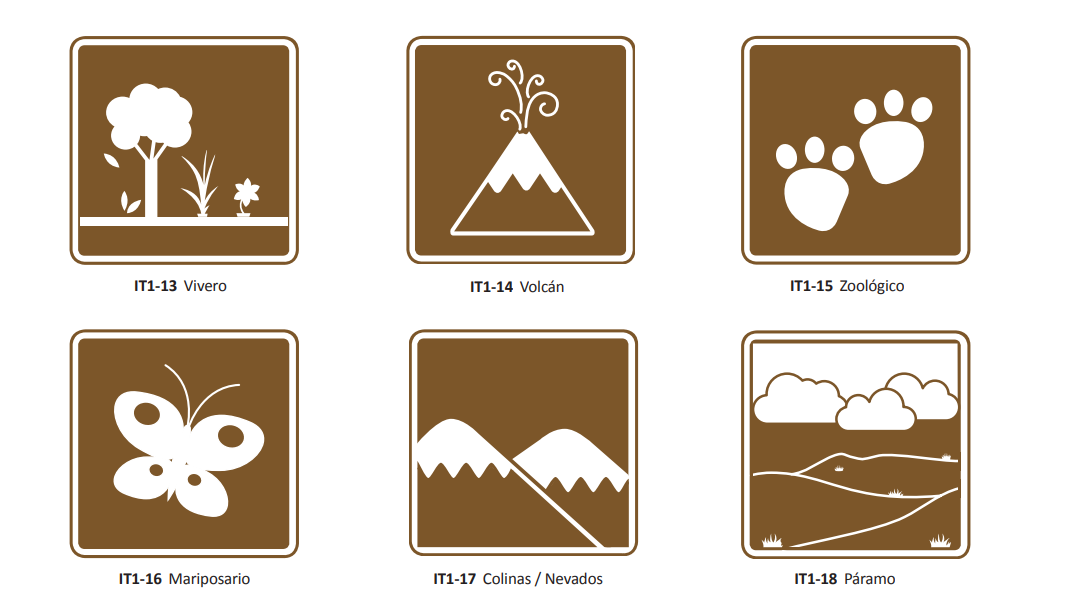 IT1-13 Vivero
IT1-14 Volcán
IT1-15 Zoológico
IT1-16 Mariposario
IT1-17 Colinas / Nevados
IT1-18 Páramo